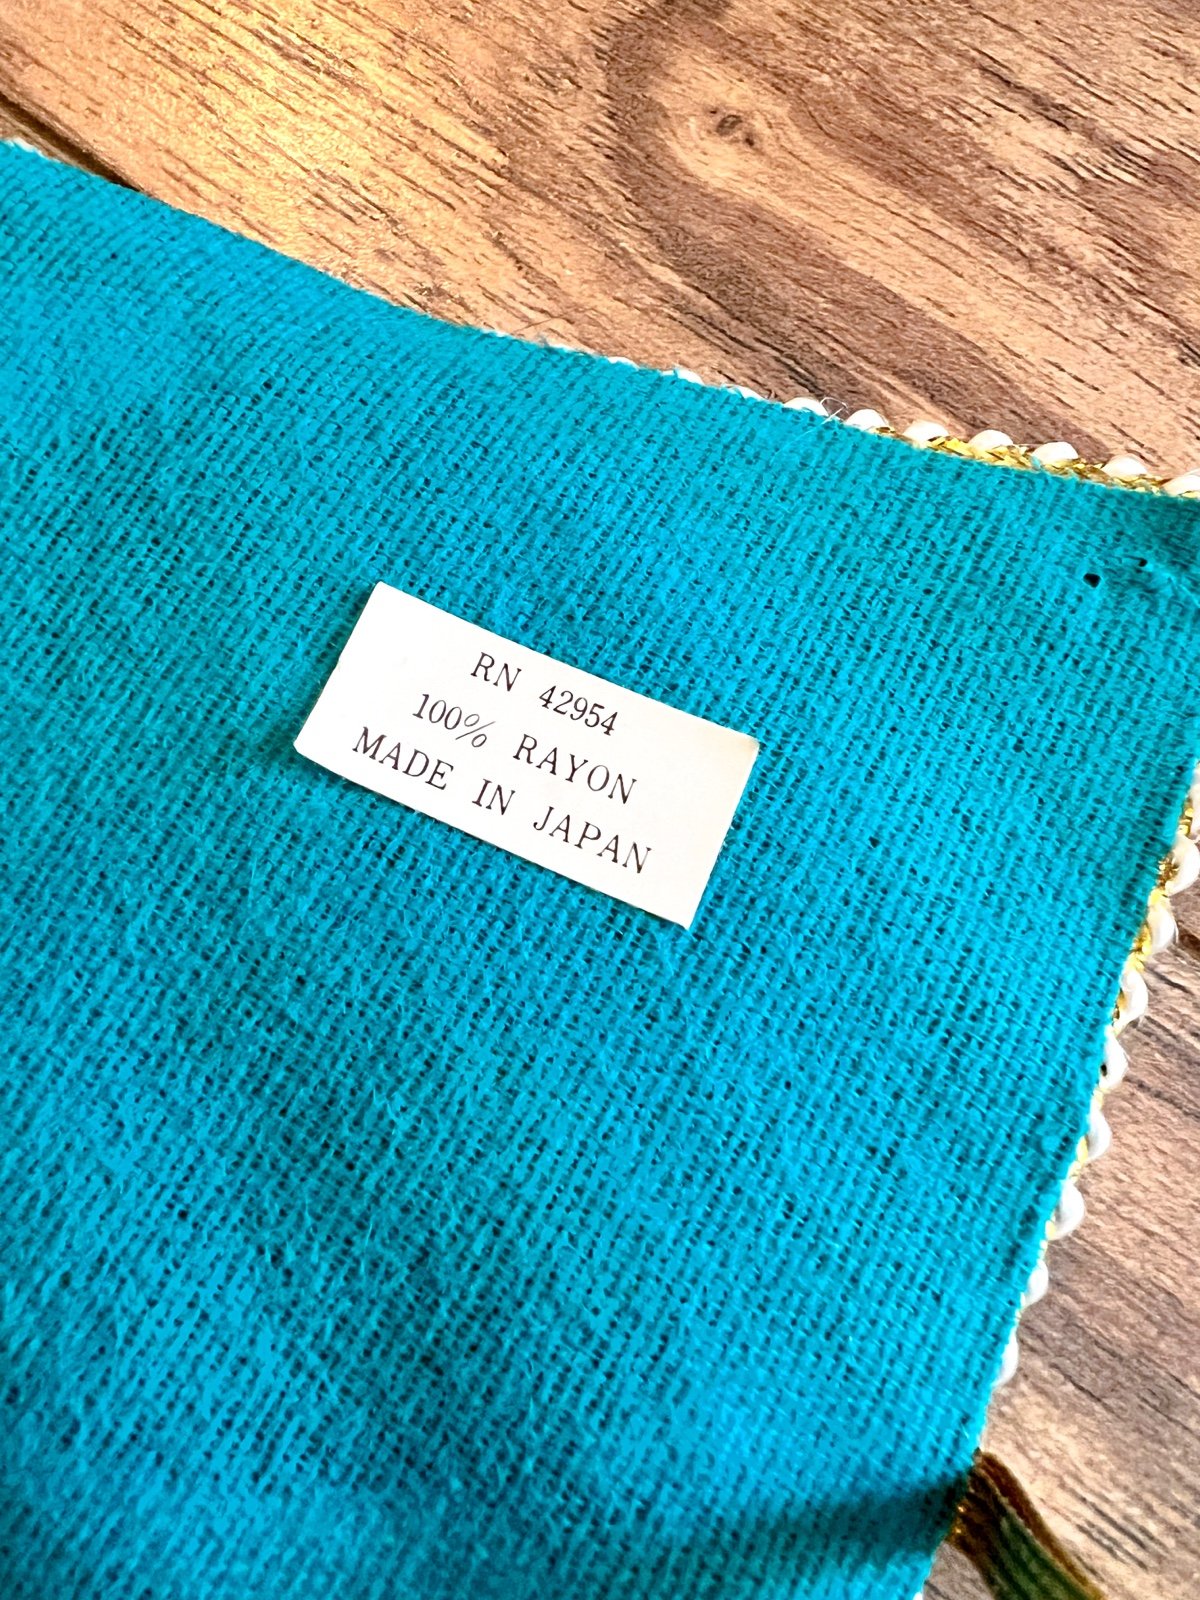 RN 42954
100% RAYON
MADE IN JAPAN